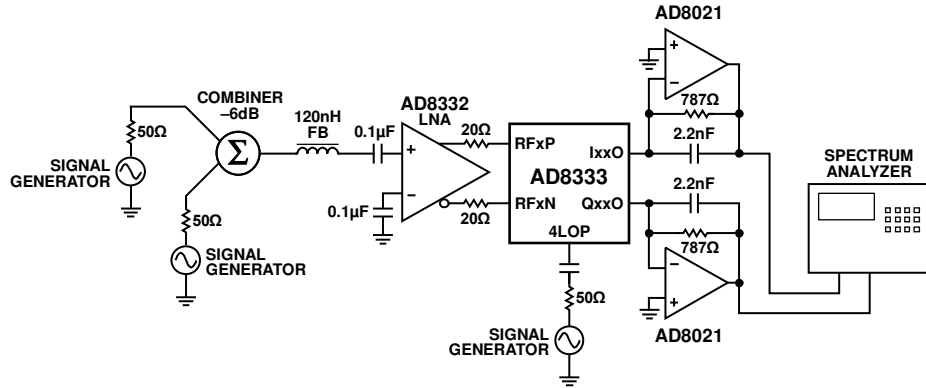 AD8021
787Ω
2.2nF
COMBINER
–6dB
120nH
FB
0.1µF
AD8332
LNA
20Ω
RFxP
IxxO
AD8333
50Ω
SIGNAL
GENERATOR
Σ
SPECTRUM
ANALYZER
0.1µF
20Ω
RFxN
QxxO
4LOP
2.2nF
787Ω
50Ω
SIGNAL
GENERATOR
50Ω
SIGNAL
GENERATOR
AD8021